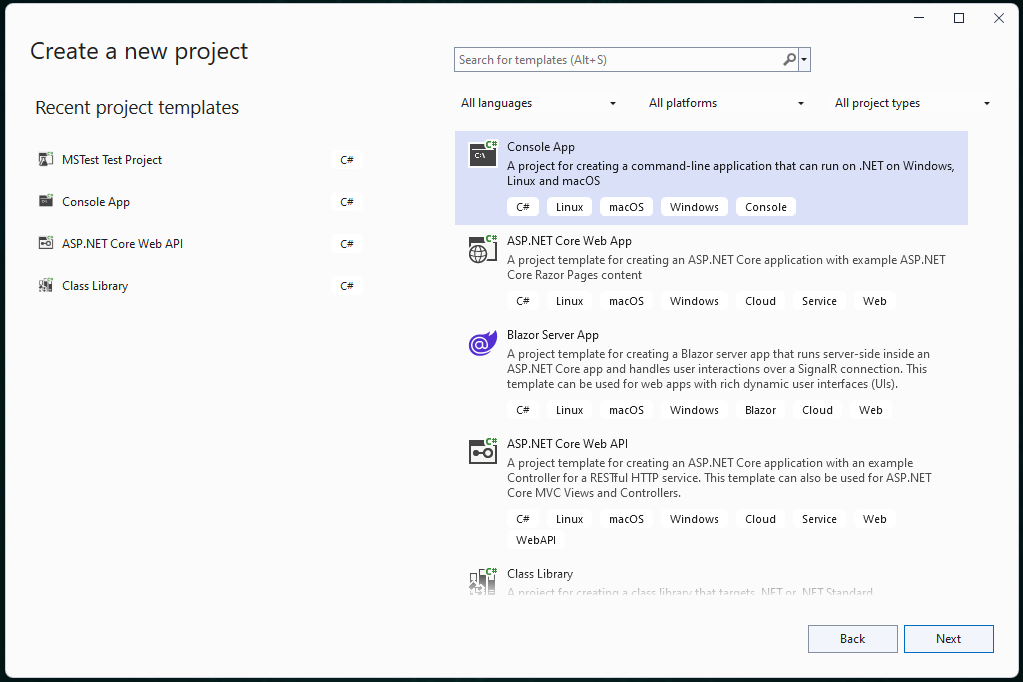 Create a new project
Recent project templates
MSTest Test Project C#
Console App C#
ASP.NET Core Web API C#
Class Library C#
Search for templates (Alt+S)
All languages All platforms All project types
C#
C:\
Console App
A project for creating a command-line application that can run on .NET on Windows,
Linux and macOS
C# Linux macOS Windows Console
C#
ASP.NET Core Web App
A project template for creating an ASP.NET Core application with example ASP.NET
Core Razor Pages content
C# Linux macOS Windows Cloud Service Web
@
Blazor Server App
A project template for creating a Blazor server app that runs server-side inside an
ASP.NET Core app and handles user interactions over a SignalR connection. This
template can be used for web apps with rich dynamic user interfaces (UIs).
C# Linux macOS Windows Blazor Cloud Web
C#
ASP.NET Core Web API
A project template for creating an ASP.NET Core application with an example
Controller for a RESTful HTTP service. This template can also be used for ASP.NET
Core MVC Views and Controllers.
C# Linux macOS Windows Cloud Service Web
WebAPI
C#
Class Library
A project for creating a class library that targets .NET or .NET Standard
Back Next